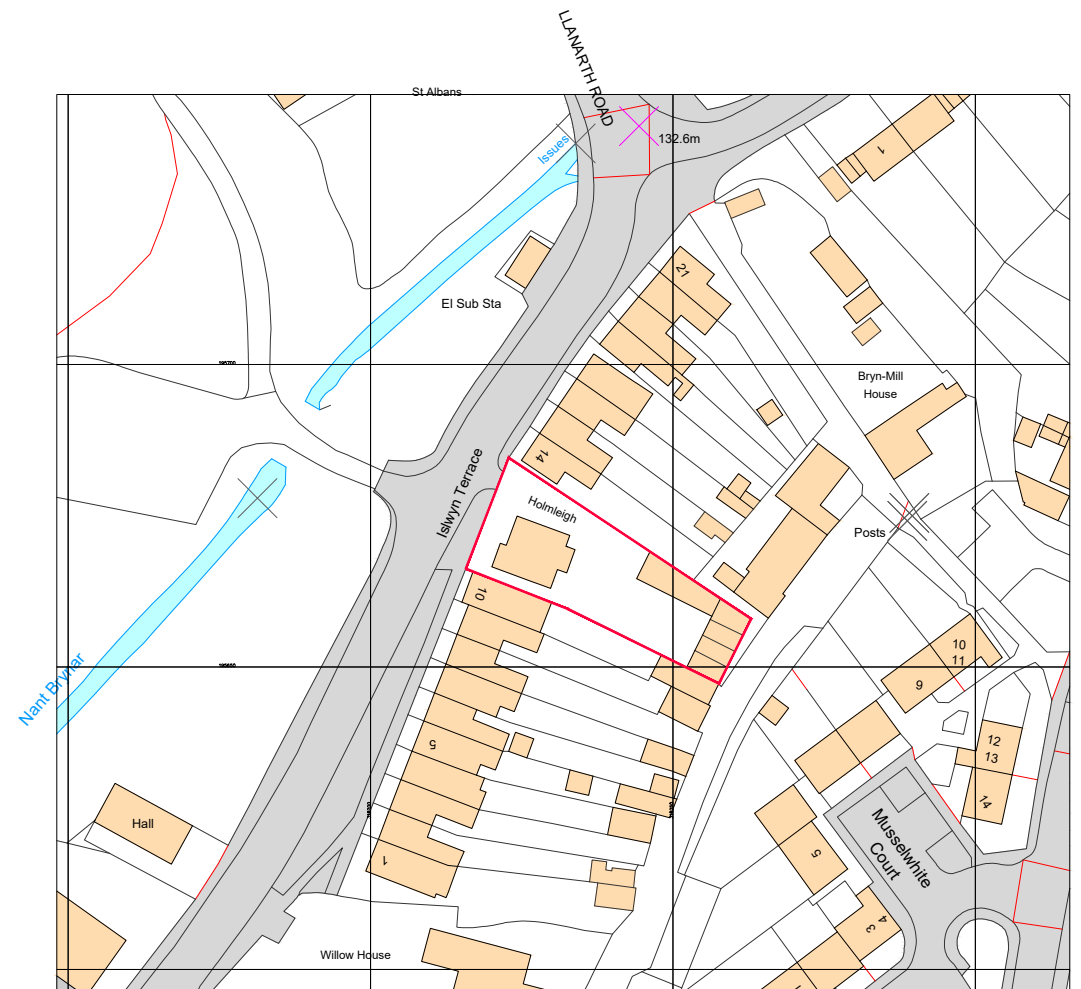 LLANARTH ROAD
St Albans
132.6m
Issues
1
21
El Sub Sta
Bryn-Mill
House
14
Islwyn Terrace
Holmleigh
Posts
10
10
11
9
Nant Brynar
5
12
13
14
Hall
Musselwhite
Court
5
1
4
3
Willow House